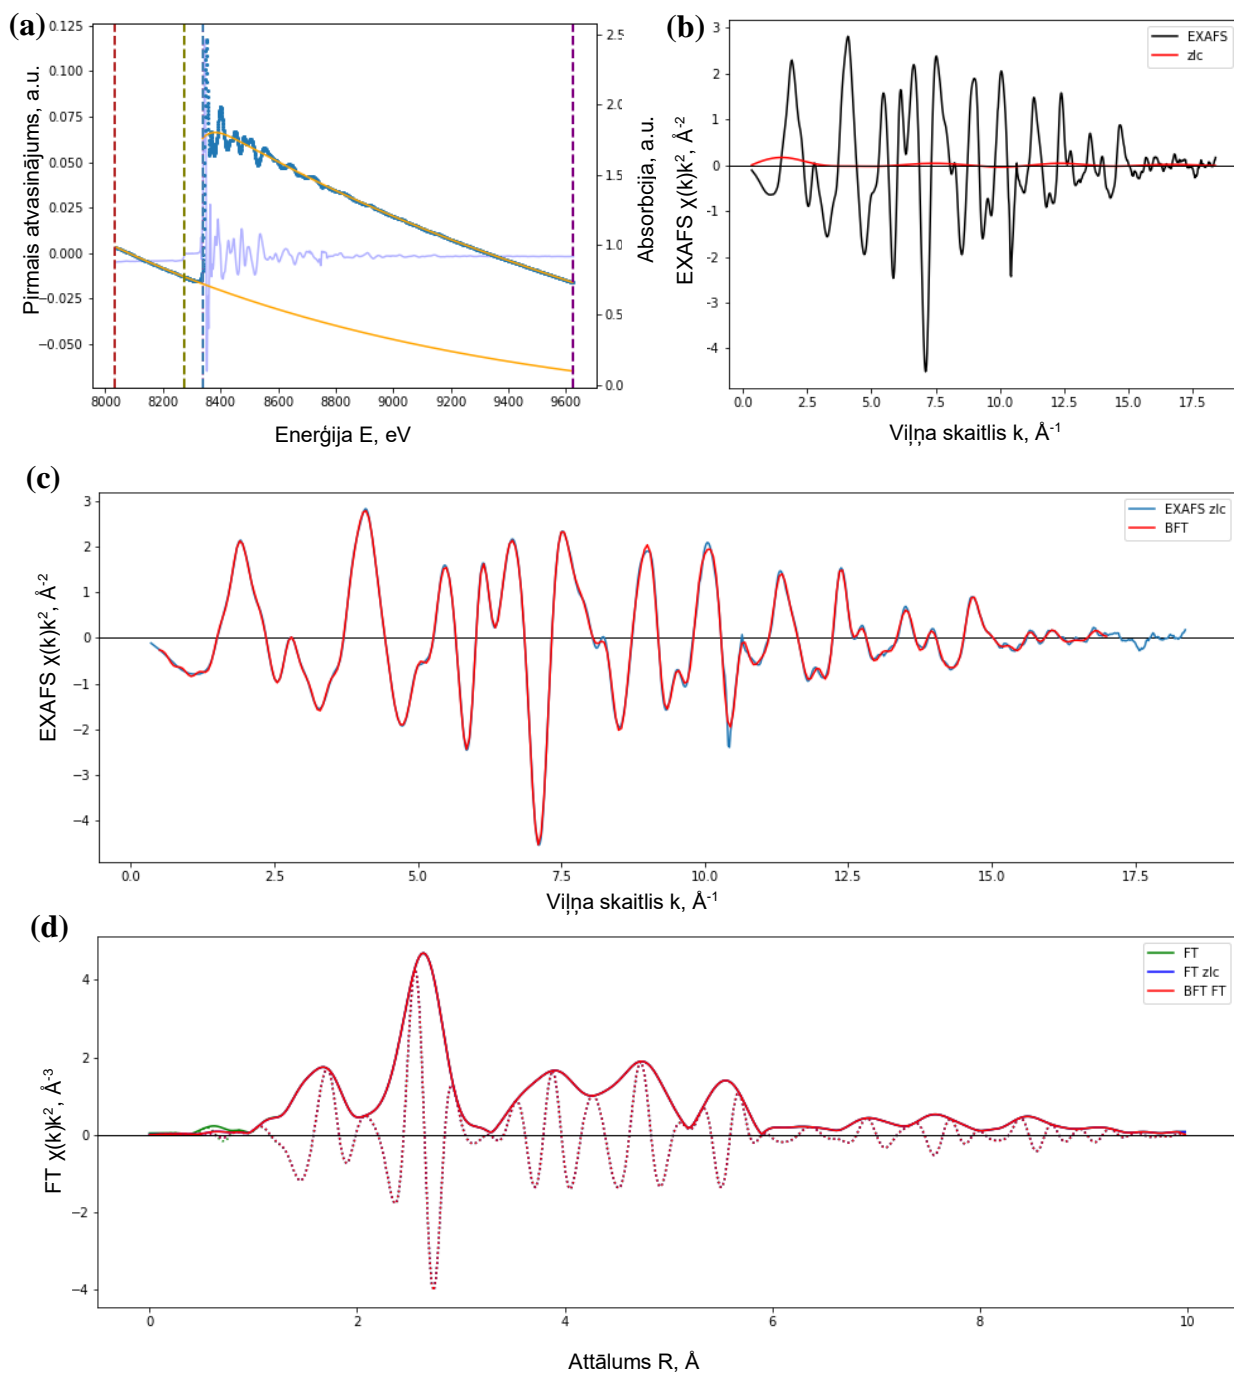 (a)
0.125
0.100
0.075
0.050
0.025
0.000
−0.025
−0.050
Pirmais atvasinājums, a.u.
2.5
2.0
1.5
1.0
0.5
0.0
Absorbcija, a.u.
8000 8200 8400 8600 8800 9000 9200 9400 9600
Enerģija E, eV
(b)
3
2
1
0
-1
-2
-4
EXAFS χ(k)k², Å⁻²
EXAFS
zlc
0.0 2.5 5.0 7.5 10.0 12.5 15.0 17.5
Viļņa skaitlis k, Å⁻¹
(c)
3
2
1
0
−1
−2
−3
−4
EXAFS χ(k)k², Å⁻²
EXAFS zlc
BFT
0.0 2.5 5.0 7.5 10.0 12.5 15.0 17.5
Viļņa skaitlis k, Å⁻¹
(d)
4
2
0
−2
−4
FT χ(k)k², Å⁻³
FT
FT zlc
BFT FT
0 2 4 6 8 10
Attālums R, Å